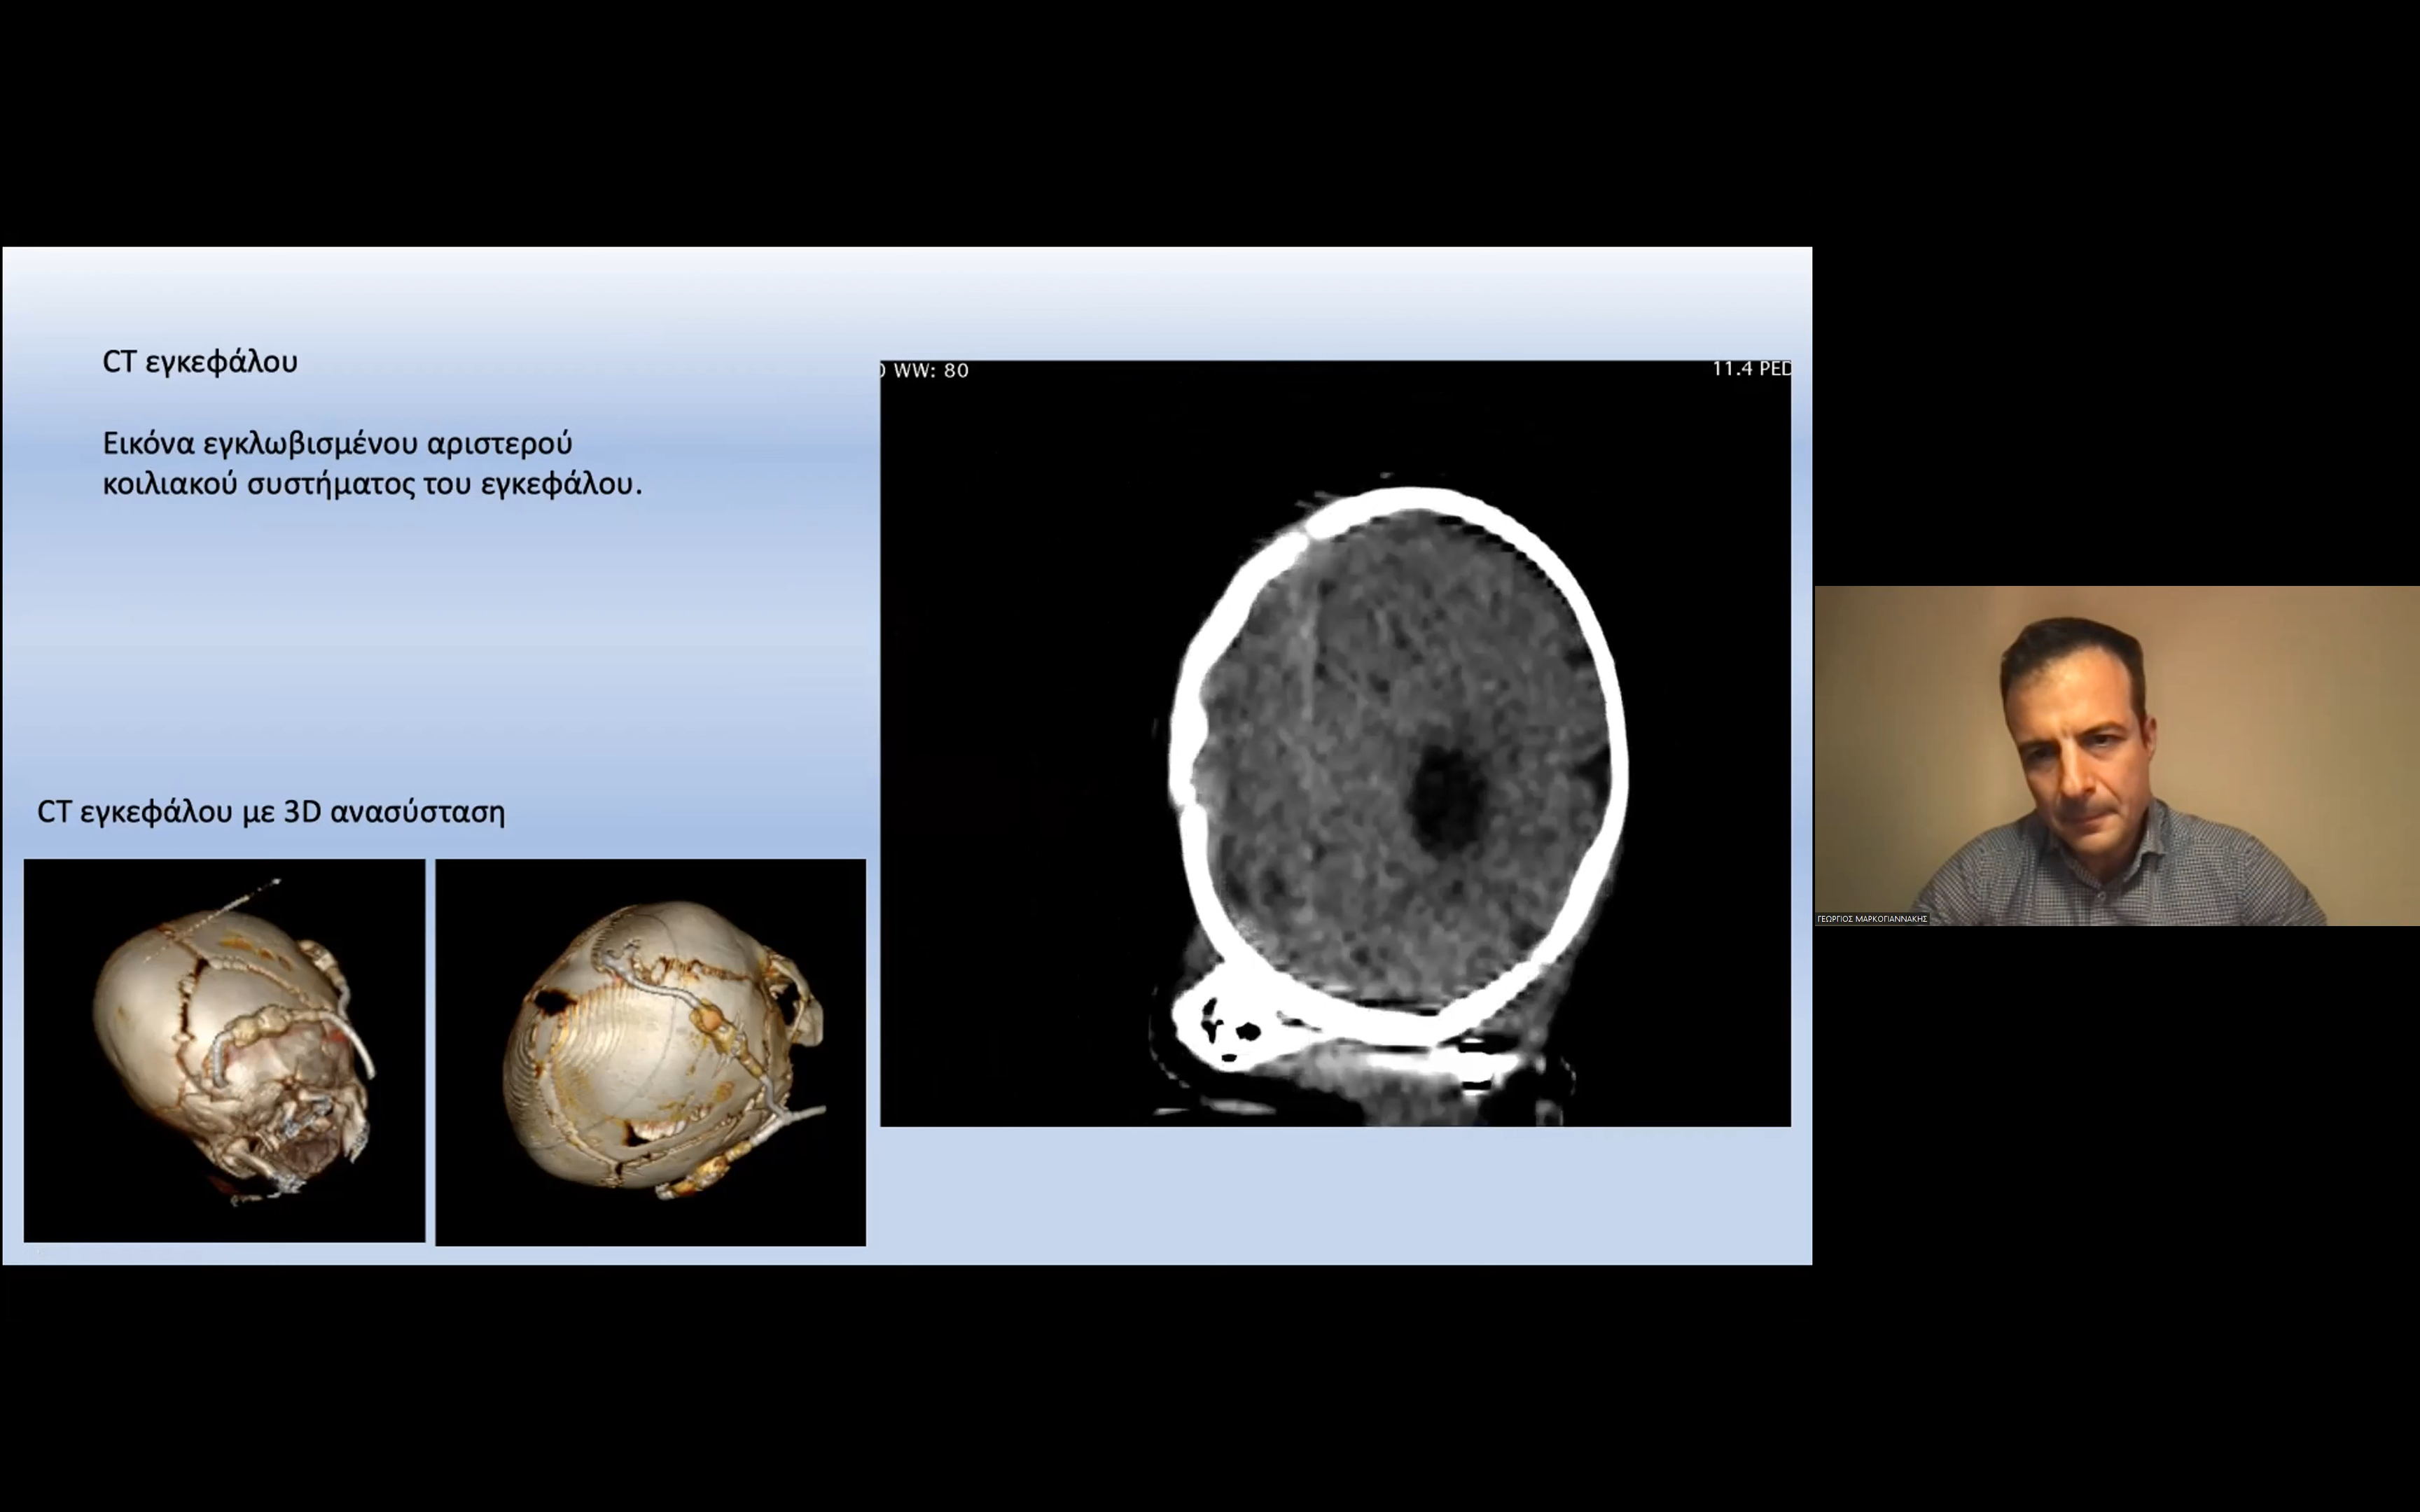 CT εγκεφάλου
Εικόνα εγκλωβισμένου αριστερού
κοιλιακού συστήματος του εγκεφάλου.
WW: 80
11.4 PED
CT εγκεφάλου με 3D ανασύσταση
ΓΕΩΡΓΙΟΣ ΜΑΡΚΟΓΙΑΝΝΑΚΗΣ